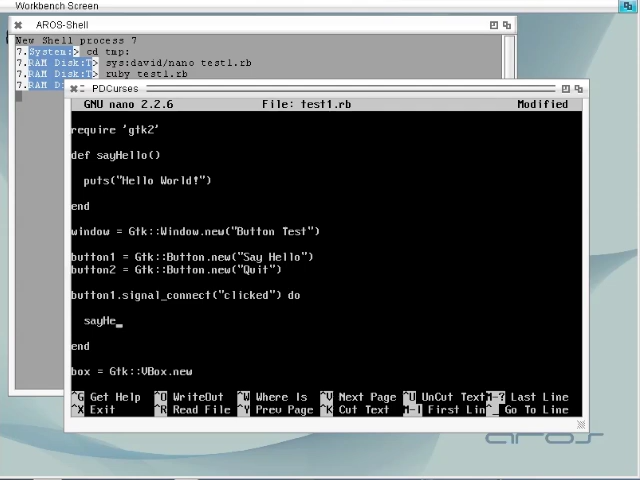 Workbench Screen
AROS-Shell
New Shell process 7
7.System:> cd tmp:
7.RAM Disk:T> sys:david/nano test1.rb
7.RAM Disk:T> ruby test1.rb
7.RAM D
PDCurses
GNU nano 2.2.6 File: test1.rb Modified
require 'gtk2'
def sayHello()
puts("Hello World!")
end
window = Gtk::Window.new("Button Test")
button1 = Gtk::Button.new("Say Hello")
button2 = Gtk::Button.new("Quit")
button1.signal_connect("clicked") do
sayHe_
end
box = Gtk::VBox.new
^G Get Help ^O WriteOut ^W Where Is ^V Next Page ^U UnCut Text M-? Last Line
^X Exit ^R Read File ^Y Prev Page ^K Cut Text M-| First Lin ^_ Go To Line
aros